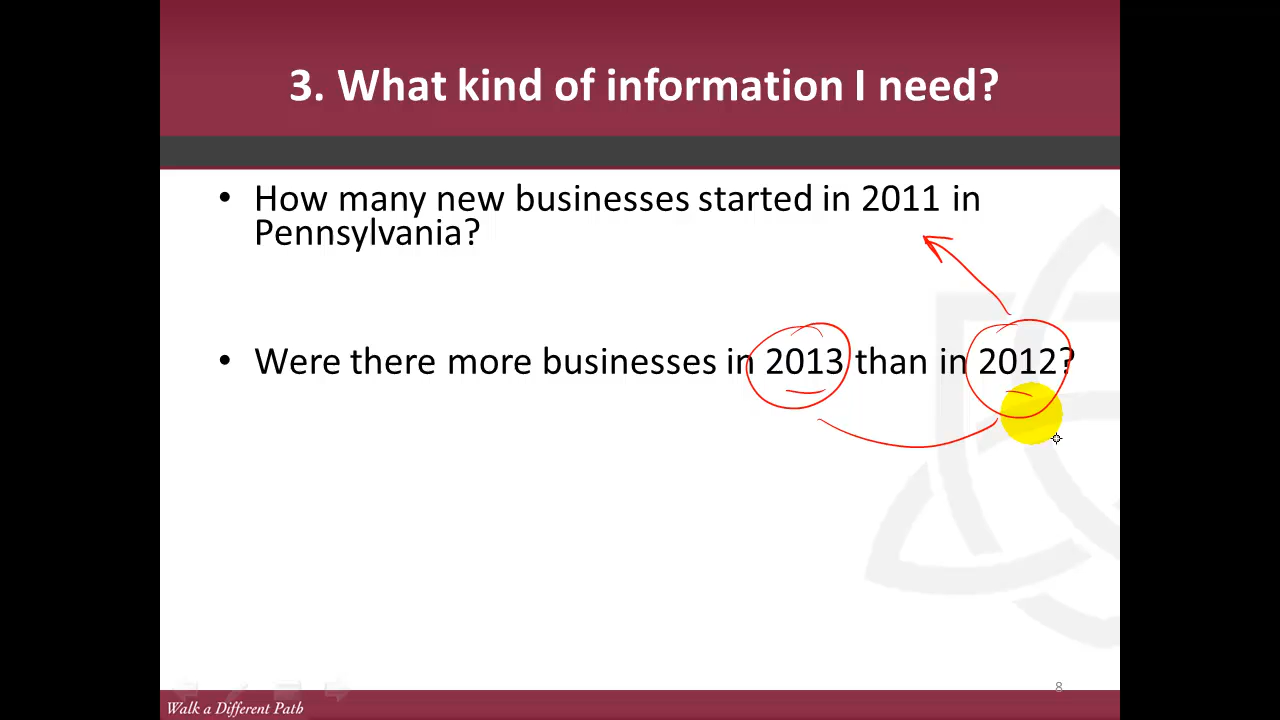 3. What kind of information I need?
• How many new businesses started in 2011 in
Pennsylvania?
• Were there more businesses in 2013 than in 2012?
8
Walk a Different Path